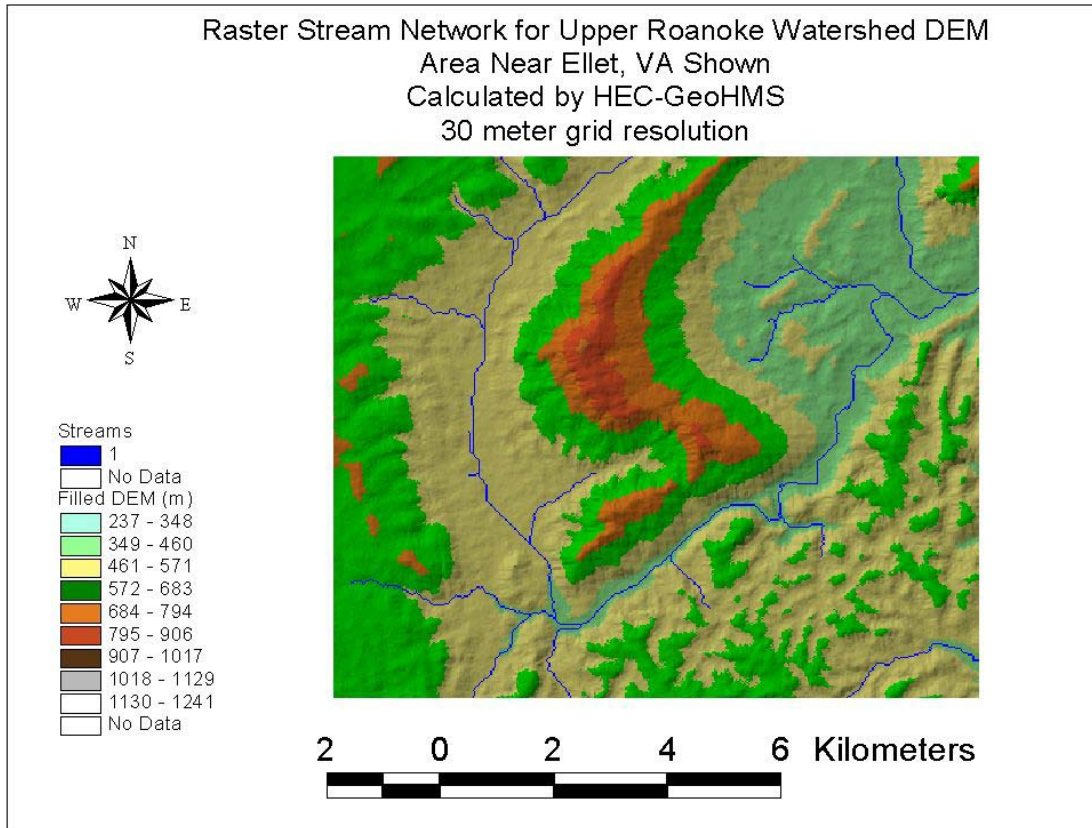 Raster Stream Network for Upper Roanoke Watershed DEM
Area Near Ellet, VA Shown
Calculated by HEC-GeoHMS
30 meter grid resolution
N
W E
S
Streams
1
No Data
Filled DEM (m)
237 - 348
349 - 460
461 - 571
572 - 683
684 - 794
795 - 906
907 - 1017
1018 - 1129
1130 - 1241
No Data
2 0 2 4 6 Kilometers